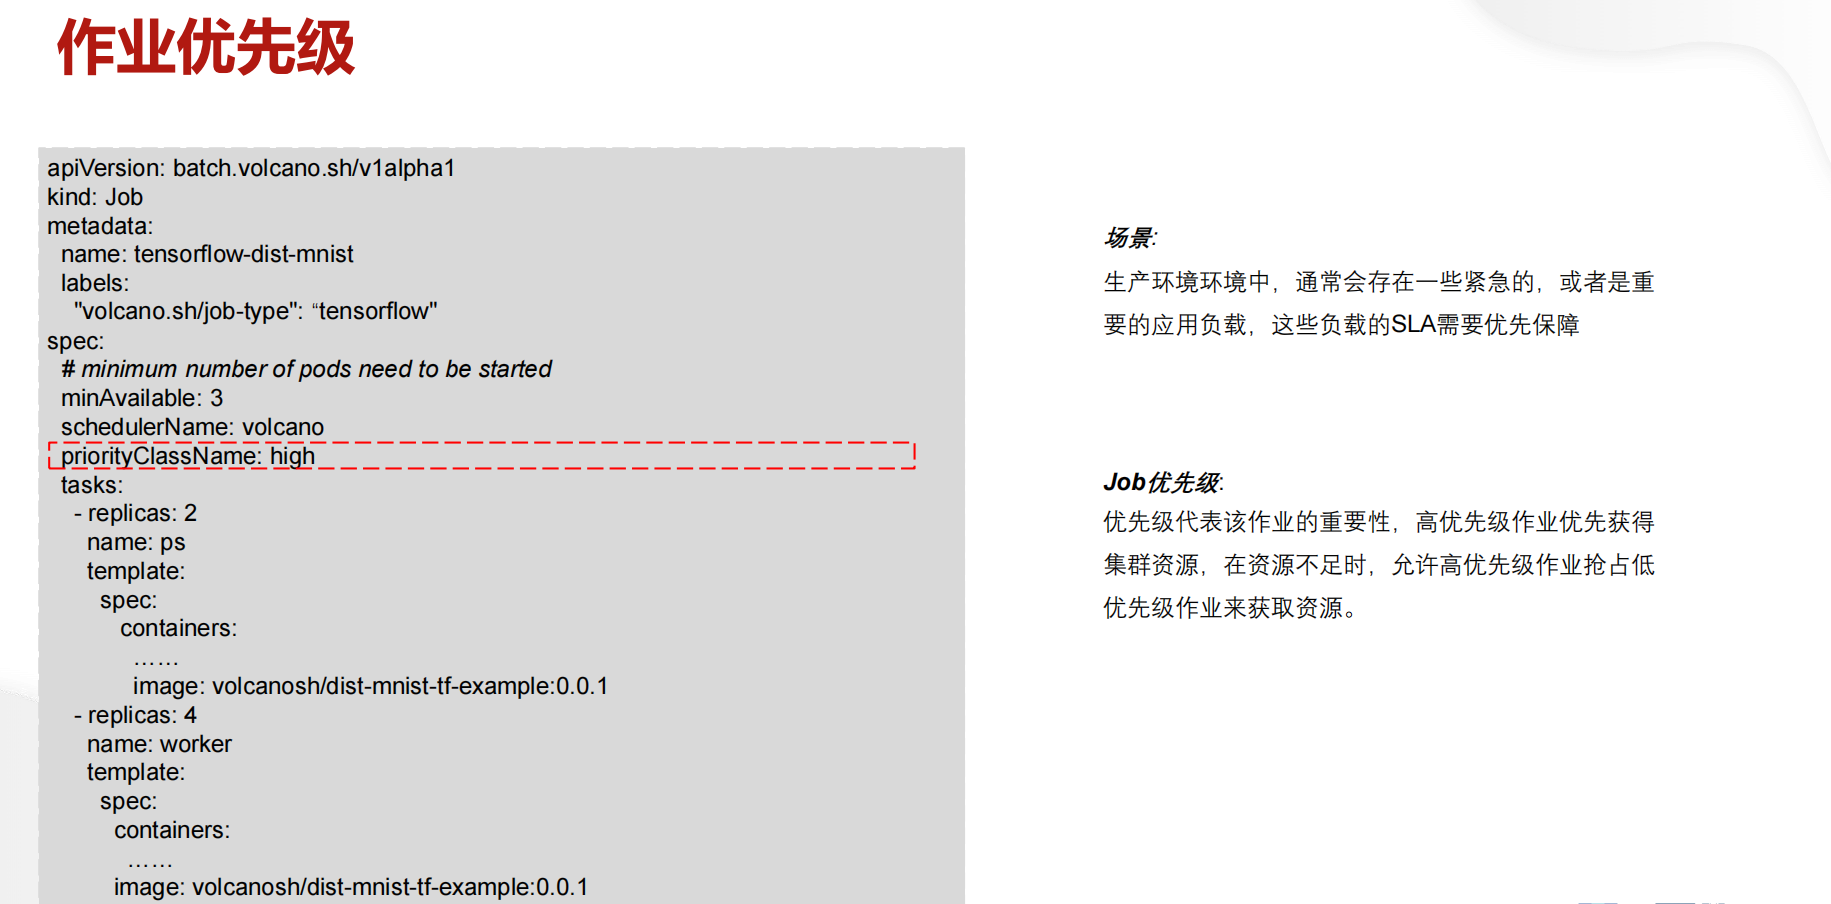 作业优先级
apiVersion: batch.volcano.sh/v1alpha1
kind: Job
metadata:
  name: tensorflow-dist-mnist
  labels:
    "volcano.sh/job-type": “tensorflow"
spec:
  # minimum number of pods need to be started
  minAvailable: 3
  schedulerName: volcano
  priorityClassName: high
  tasks:
    - replicas: 2
      name: ps
      template:
        spec:
           containers:
             ……
             image: volcanosh/dist-mnist-tf-example:0.0.1
    - replicas: 4
      name: worker
      template:
        spec:
          containers:
            ……
          image: volcanosh/dist-mnist-tf-example:0.0.1
场景:
生产环境环境中，通常会存在一些紧急的，或者是重
要的应用负载，这些负载的SLA需要优先保障
Job优先级:
优先级代表该作业的重要性，高优先级作业优先获得
集群资源，在资源不足时，允许高优先级作业抢占低
优先级作业来获取资源。